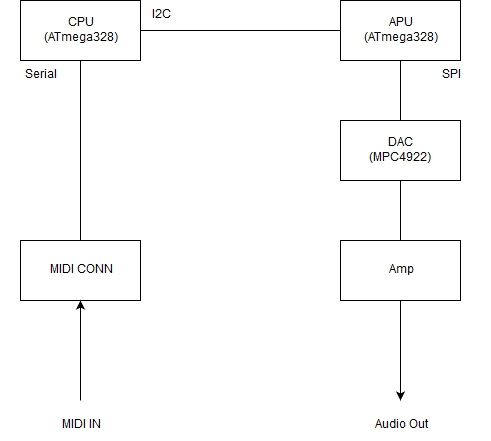 CPU
(ATmega328)
I2C
APU
(ATmega328)
Serial
SPI
DAC
(MPC4922)
MIDI CONN
Amp
MIDI IN
Audio Out